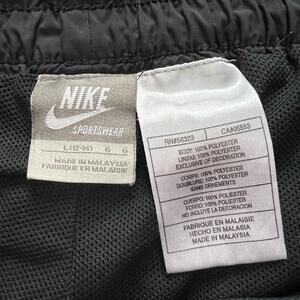 NIKE
SPORTSWEAR
L(12-14) 6 6
MADE IN MALAYSIA
FABRIQUE EN MALAISIE
RN#56323 CA#05553
BODY: 100% POLYESTER
LINING: 100% POLYESTER
EXCLUSIVE OF DECORATION
CORPS: 100% POLYESTER
DOUBLURE: 100% POLYESTER
SANS ORNEMENTS
CUERPO: 100% POLIESTER
FORRO: 100% POLIESTER
NO INCLUYE LA DECORACION
FABRIQUE EN MALAISIE
HECHO EN MALASIA
MADE IN MALAYSIA